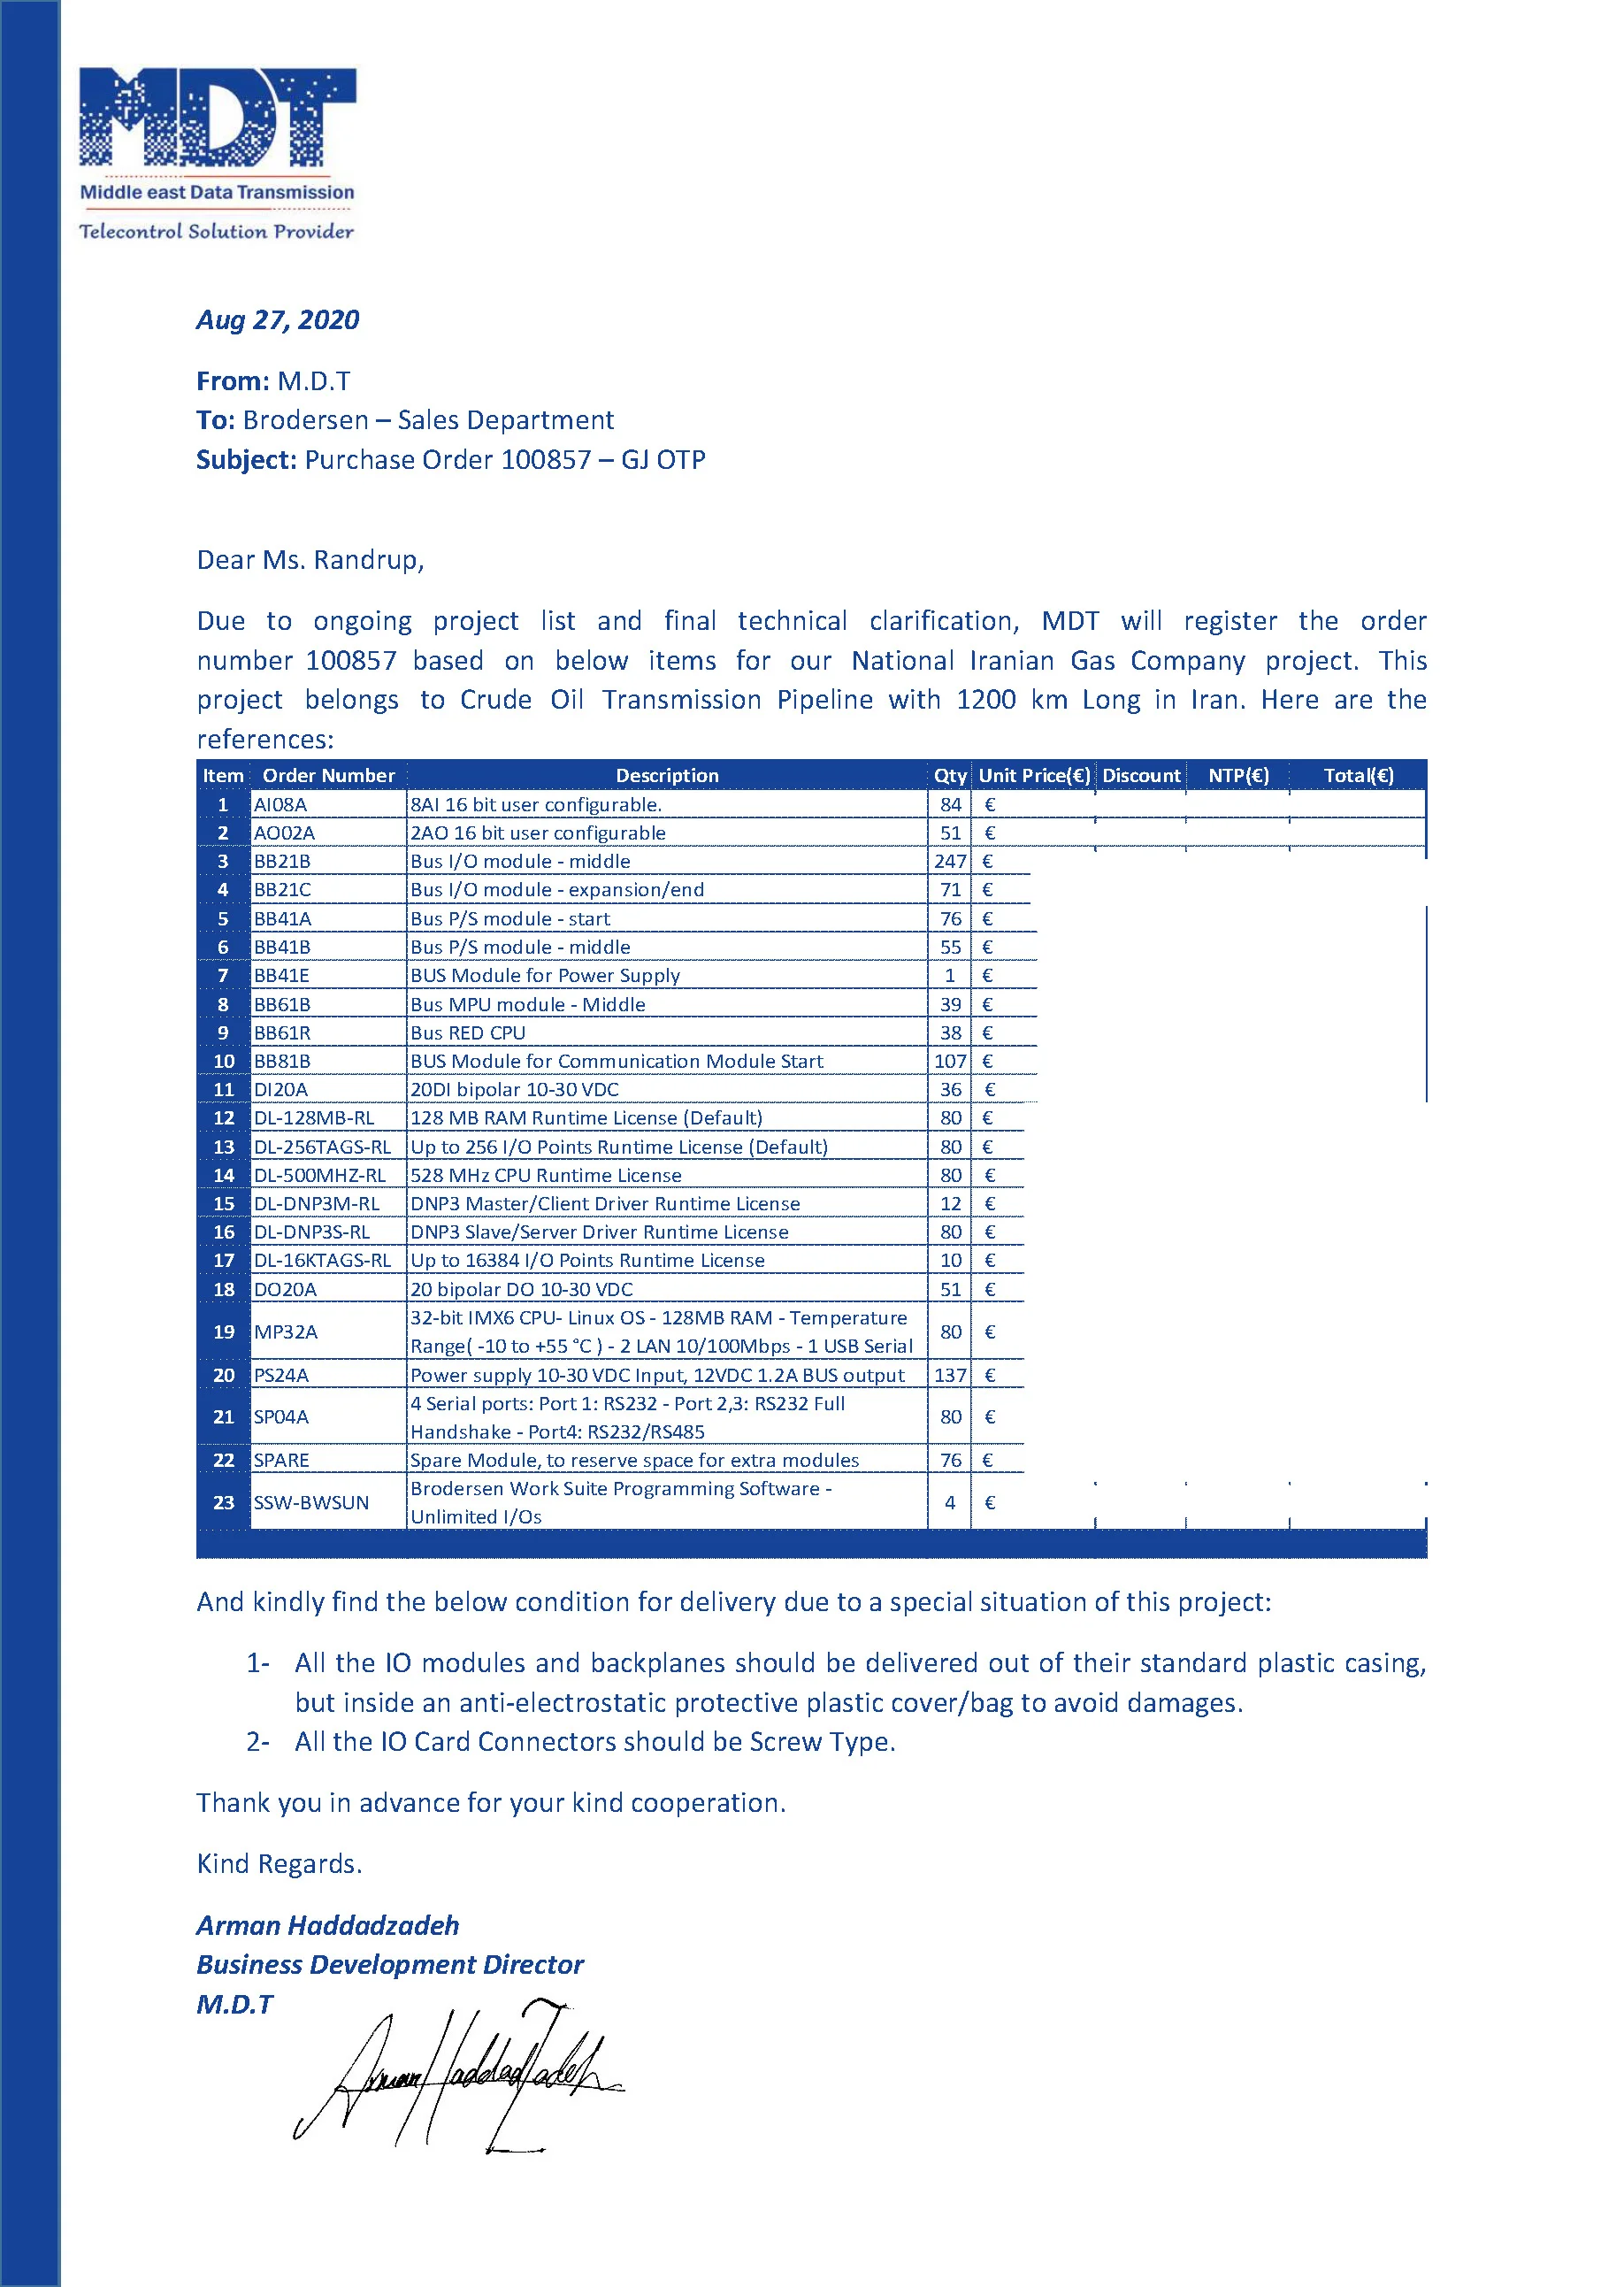 MDT
Middle east Data Transmission
Telecontrol Solution Provider
Aug 27, 2020
From: M.D.T
To: Brodersen – Sales Department
Subject: Purchase Order 100857 – GJ OTP
Dear Ms. Randrup,
Due to ongoing project list and final technical clarification, MDT will register the order
number 100857 based on below items for our National Iranian Gas Company project. This
project belongs to Crude Oil Transmission Pipeline with 1200 km Long in Iran. Here are the
references:
Item Order Number Description Qty Unit Price(€) Discount NTP(€) Total(€)
1 AI08A 8AI 16 bit user configurable. 84 €
2 AO02A 2AO 16 bit user configurable 51 €
3 BB21B Bus I/O module - middle 247 €
4 BB21C Bus I/O module - expansion/end 71 €
5 BB41A Bus P/S module - start 76 €
6 BB41B Bus P/S module - middle 55 €
7 BB41E BUS Module for Power Supply 1 €
8 BB61B Bus MPU module - Middle 39 €
9 BB61R Bus RED CPU 38 €
10 BB81B BUS Module for Communication Module Start 107 €
11 DI20A 20DI bipolar 10-30 VDC 36 €
12 DL-128MB-RL 128 MB RAM Runtime License (Default) 80 €
13 DL-256TAGS-RL Up to 256 I/O Points Runtime License (Default) 80 €
14 DL-500MHZ-RL 528 MHz CPU Runtime License 80 €
15 DL-DNP3M-RL DNP3 Master/Client Driver Runtime License 12 €
16 DL-DNP3S-RL DNP3 Slave/Server Driver Runtime License 80 €
17 DL-16KTAGS-RL Up to 16384 I/O Points Runtime License 10 €
18 DO20A 20 bipolar DO 10-30 VDC 51 €
19 MP32A 32-bit IMX6 CPU- Linux OS - 128MB RAM - Temperature
Range( -10 to +55 °C ) - 2 LAN 10/100Mbps - 1 USB Serial 80 €
20 PS24A Power supply 10-30 VDC Input, 12VDC 1.2A BUS output 137 €
21 SP04A 4 Serial ports: Port 1: RS232 - Port 2,3: RS232 Full
Handshake - Port4: RS232/RS485 80 €
22 SPARE Spare Module, to reserve space for extra modules 76 €
23 SSW-BWSUN Brodersen Work Suite Programming Software -
Unlimited I/Os 4 €
And kindly find the below condition for delivery due to a special situation of this project:
1- All the IO modules and backplanes should be delivered out of their standard plastic casing,
but inside an anti-electrostatic protective plastic cover/bag to avoid damages.
2- All the IO Card Connectors should be Screw Type.
Thank you in advance for your kind cooperation.
Kind Regards.
Arman Haddadzadeh
Business Development Director
M.D.T
Arman HaddadZadeh